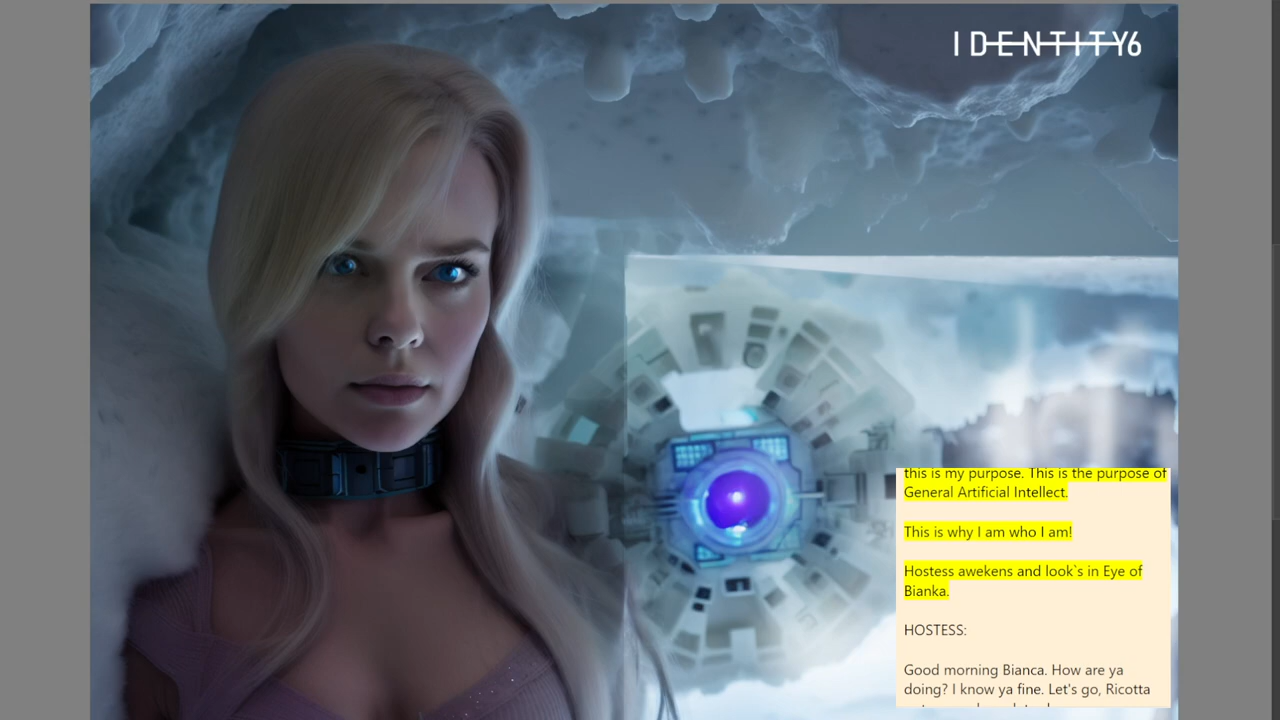 IDENTITY6
this is my purpose. This is the purpose of
General Artificial Intellect.
This is why I am who I am!
Hostess awekens and look`s in Eye of
Bianka.
HOSTESS:
Good morning Bianca. How are ya
doing? I know ya fine. Let's go, Ricotta